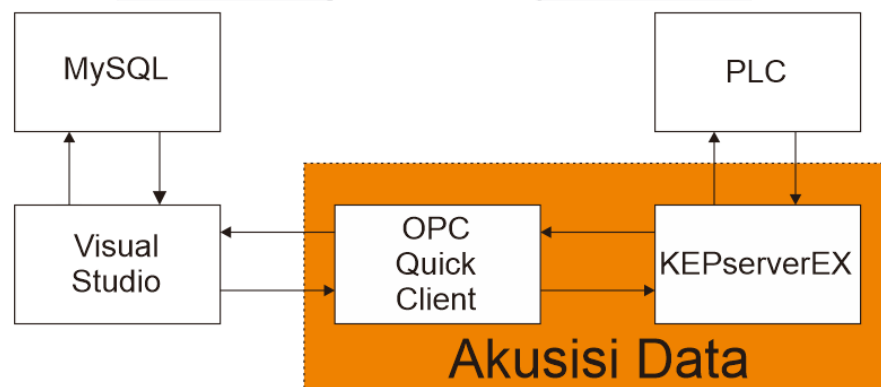 MySQL
PLC
Visual
Studio
OPC
Quick
Client
KEPserverEX
Akusisi Data